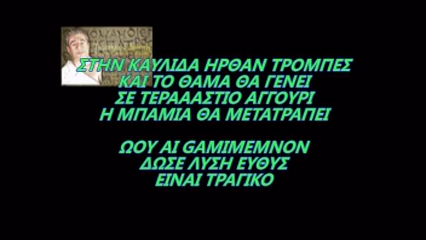 ΣΤΗΝ ΚΑΥΛΙΔΑ ΗΡΘΑΝ ΤΡΟΜΠΕΣ
ΚΑΙ ΤΟ ΘΑΜΑ ΘΑ ΓΕΝΕΙ
ΣΕ ΤΕΡΑΑΑΣΤΙΟ ΑΓΓΟΥΡΙ
Η ΜΠΑΜΙΑ ΘΑ ΜΕΤΑΤΡΑΠΕΙ
ΩΟΥ ΑΙ GAMIMEMNON
ΔΩΣΕ ΛΥΣΗ ΕΥΘΥΣ
ΕΙΝΑΙ ΤΡΑΓΙΚΟ